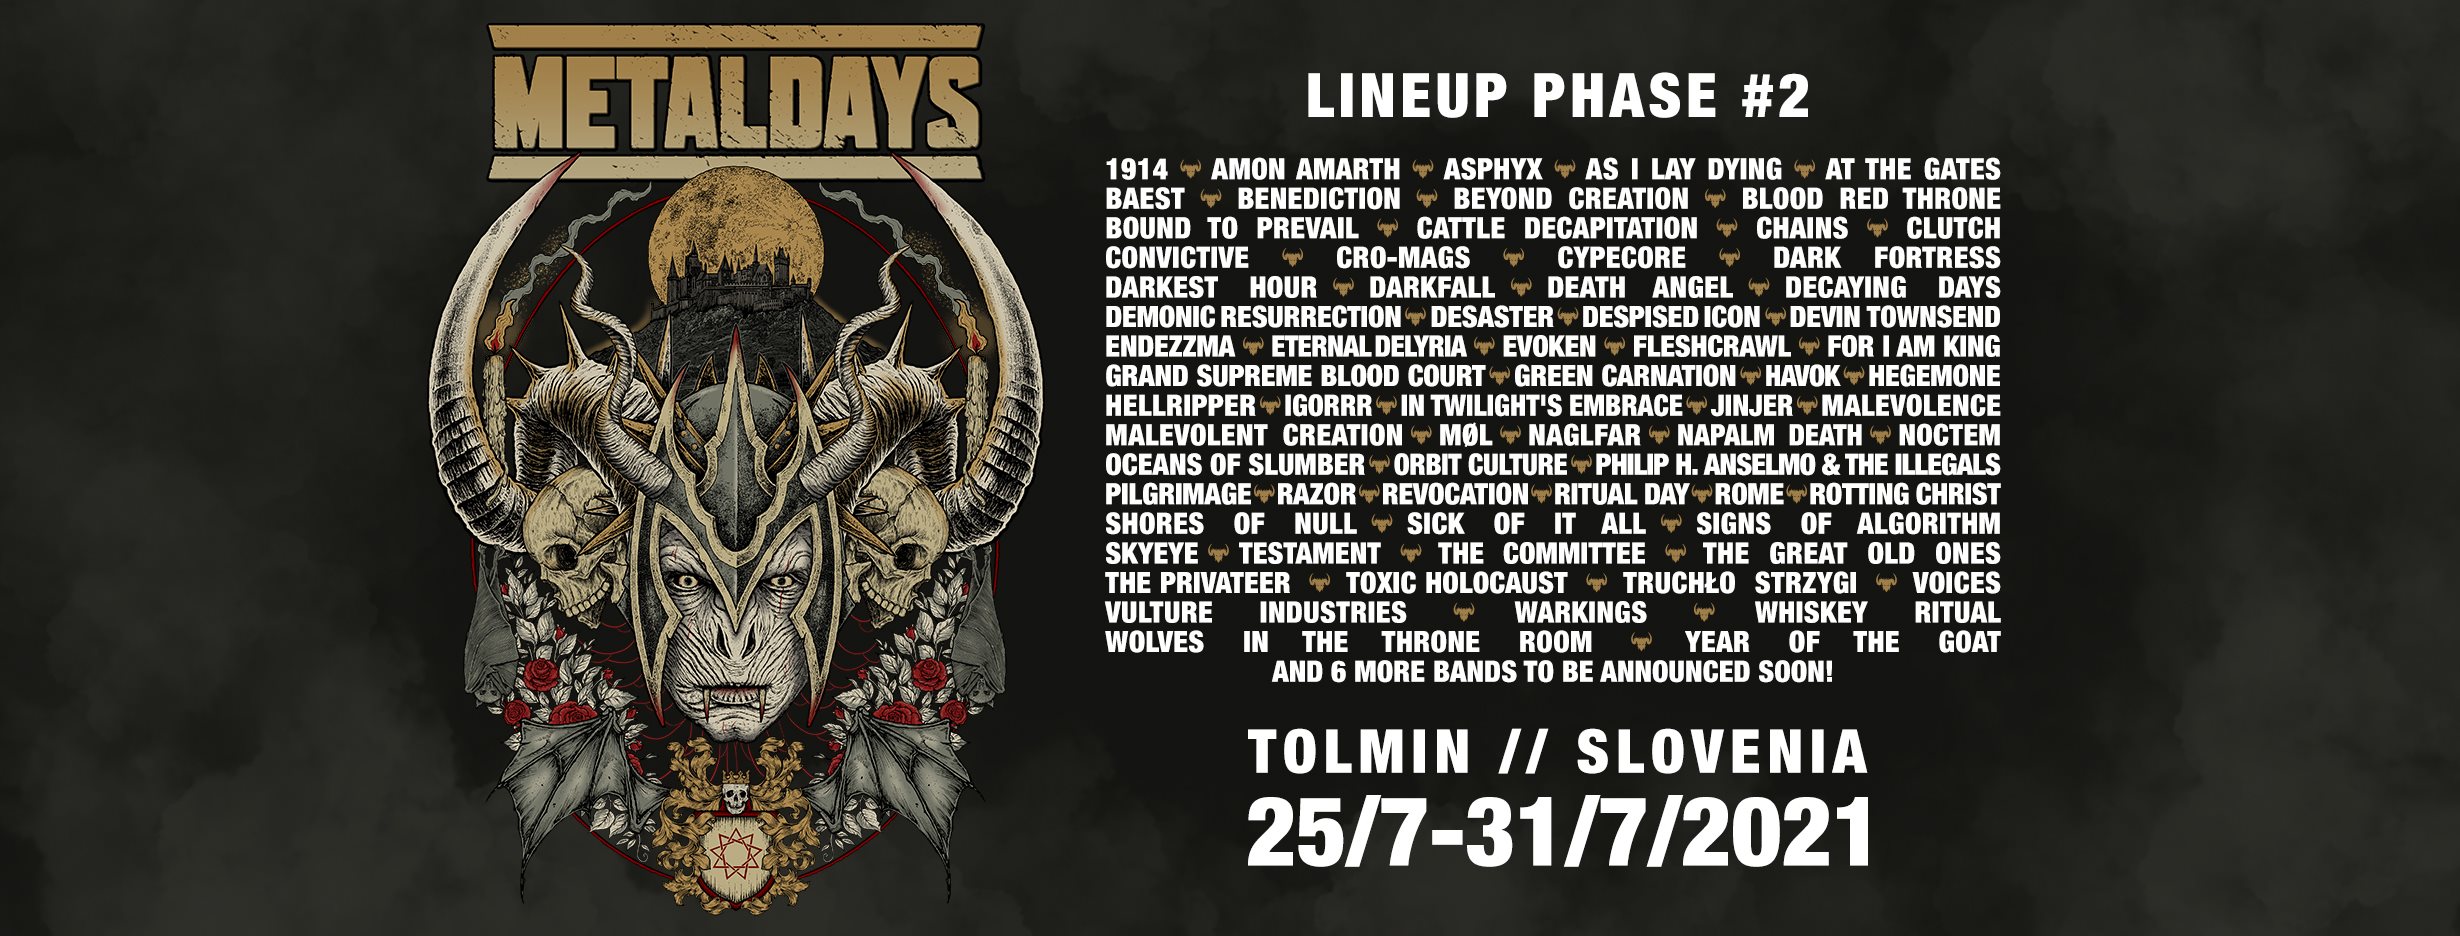 METALDAYS
LINEUP PHASE #2
1914 AMON AMARTH ASPHYX AS I LAY DYING AT THE GATES
BAEST BENEDICTION BEYOND CREATION BLOOD RED THRONE
BOUND TO PREVAIL CATTLE DECAPITATION CHAINS CLUTCH
CONVICTIVE CRO-MAGS CYPECORE DARK FORTRESS
DARKEST HOUR DARKFALL DEATH ANGEL DECAYING DAYS
DEMONIC RESURRECTION DESASTER DESPISED ICON DEVIN TOWNSEND
ENDEZZMA ETERNAL DELYRIA EVOKEN FLESHCRAWL FOR I AM KING
GRAND SUPREME BLOOD COURT GREEN CARNATION HAVOK HEGEMONE
HELLRIPPER IGORRR IN TWILIGHT'S EMBRACE JINJER MALEVOLENCE
MALEVOLENT CREATION MØL NAGLFAR NAPALM DEATH NOCTEM
OCEANS OF SLUMBER ORBIT CULTURE PHILIP H. ANSELMO & THE ILLEGALS
PILGRIMAGE RAZOR REVOCATION RITUAL DAY ROME ROTTING CHRIST
SHORES OF NULL SICK OF IT ALL SIGNS OF ALGORITHM
SKYEYE TESTAMENT THE COMMITTEE THE GREAT OLD ONES
THE PRIVATEER TOXIC HOLOCAUST TRUCHŁO STRZYGI VOICES
VULTURE INDUSTRIES WARKINGS WHISKEY RITUAL
WOLVES IN THE THRONE ROOM YEAR OF THE GOAT
AND 6 MORE BANDS TO BE ANNOUNCED SOON!
TOLMIN // SLOVENIA
25/7-31/7/2021